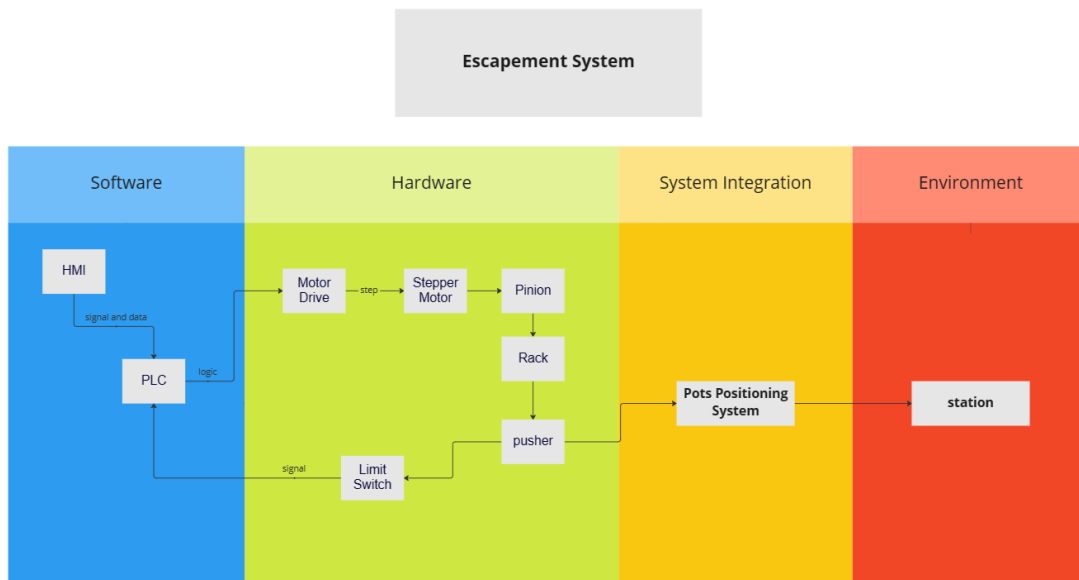 Escapement System
Software
Hardware
System Integration
Environment
HMI
signal and data
PLC
logic
Motor
Drive
step
Stepper
Motor
Pinion
Rack
pusher
Limit
Switch
signal
Pots Positioning
System
station